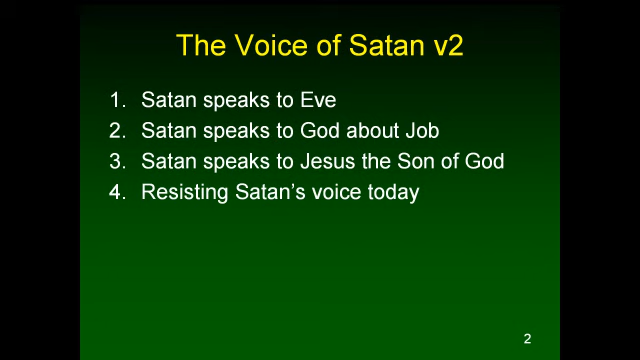 The Voice of Satan v2
1. Satan speaks to Eve
2. Satan speaks to God about Job
3. Satan speaks to Jesus the Son of God
4. Resisting Satan’s voice today
2